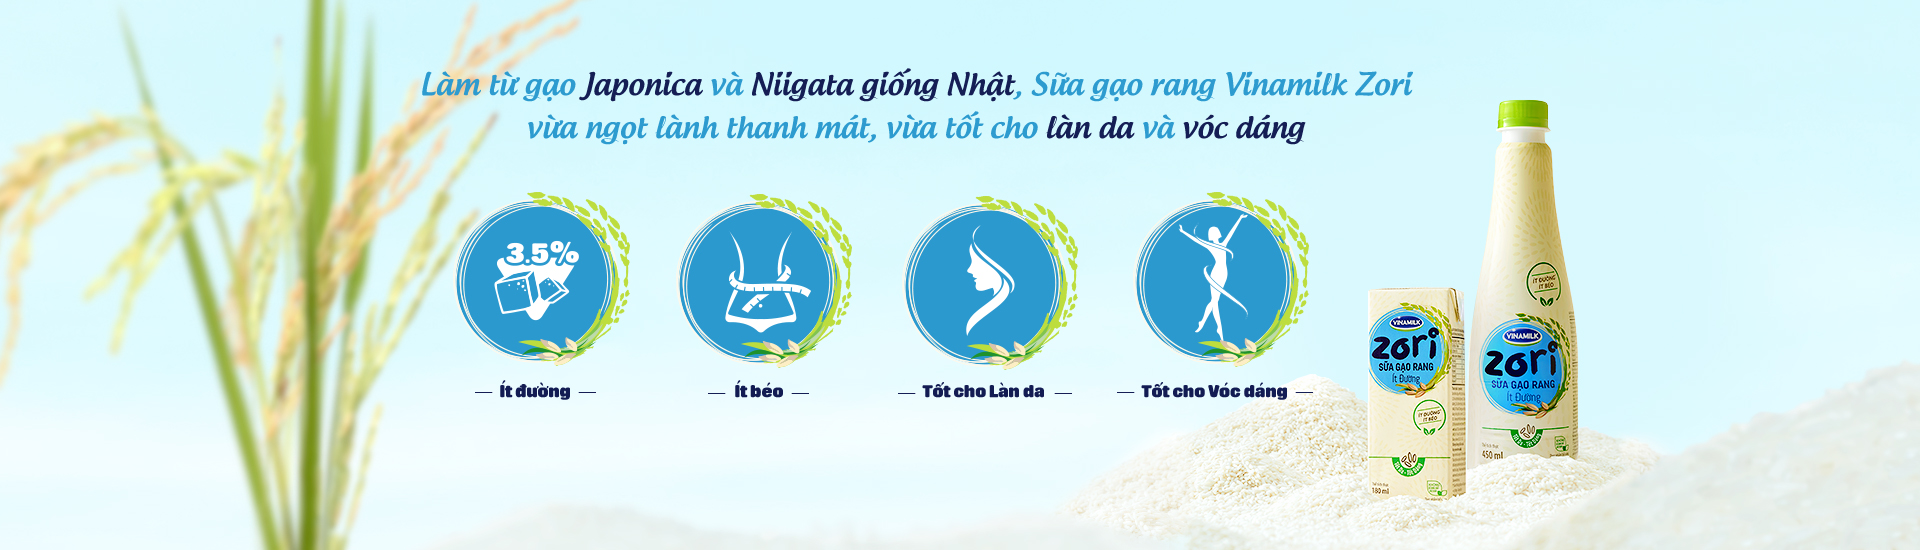 Làm từ gạo Japonica và Niigata giống Nhật, Sữa gạo rang Vinamilk Zori
vừa ngọt lành thanh mát, vừa tốt cho làn da và vóc dáng
3.5%
Ít đường
Ít béo
Tốt cho Làn da
Tốt cho Vóc dáng
VINAMILK
zori
SỮA GẠO RANG
Ít Đường
ÍT ĐƯỜNG
ÍT BÉO
180 ml
ÍT ĐƯỜNG
ÍT BÉO
VINAMILK
zori
SỮA GẠO RANG
Ít Đường
450 ml